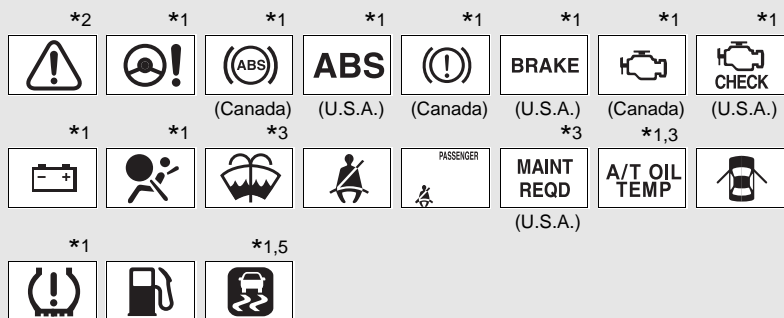 *2 *1 *1 *1 *1 *1 *1 *1
ABS ABS BRAKE CHECK
(Canada) (U.S.A.) (Canada) (U.S.A.) (Canada) (U.S.A.)
*1 *1 *3 *3 *1,3
PASSENGER
MAINT A/T OIL
REQD TEMP
(U.S.A.)
*1 *1,5